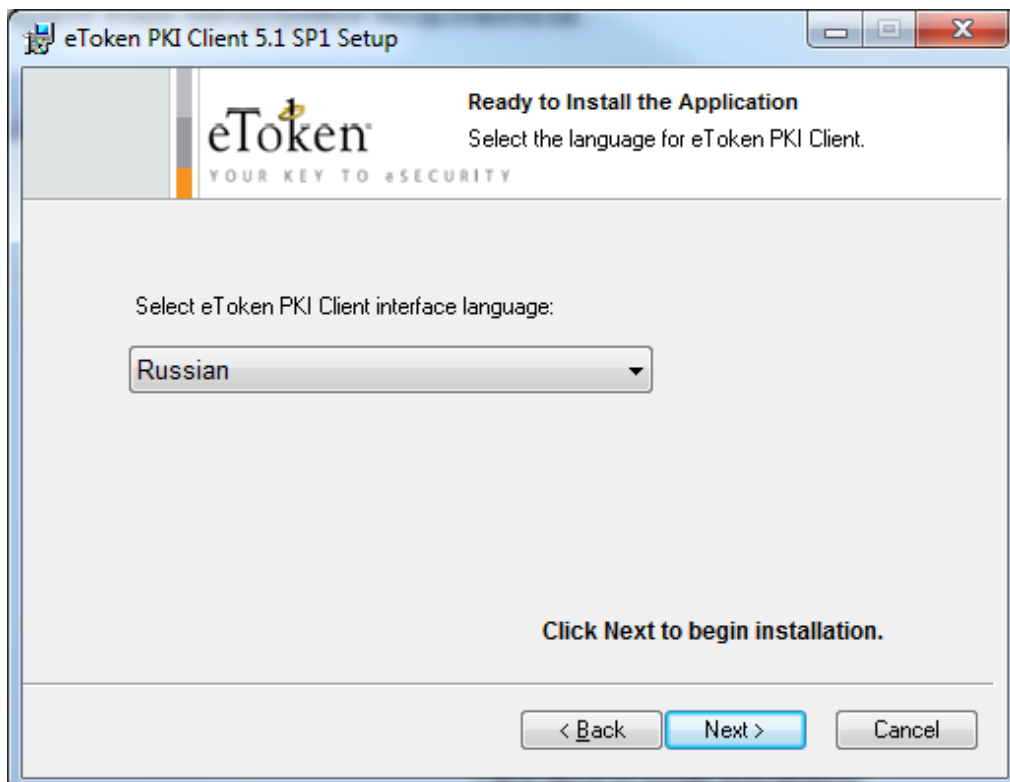 eToken PKI Client 5.1 SP1 Setup
eToken
YOUR KEY TO eSECURITY
Ready to Install the Application
Select the language for eToken PKI Client.
Select eToken PKI Client interface language:
Russian
Click Next to begin installation.
< Back
Next >
Cancel